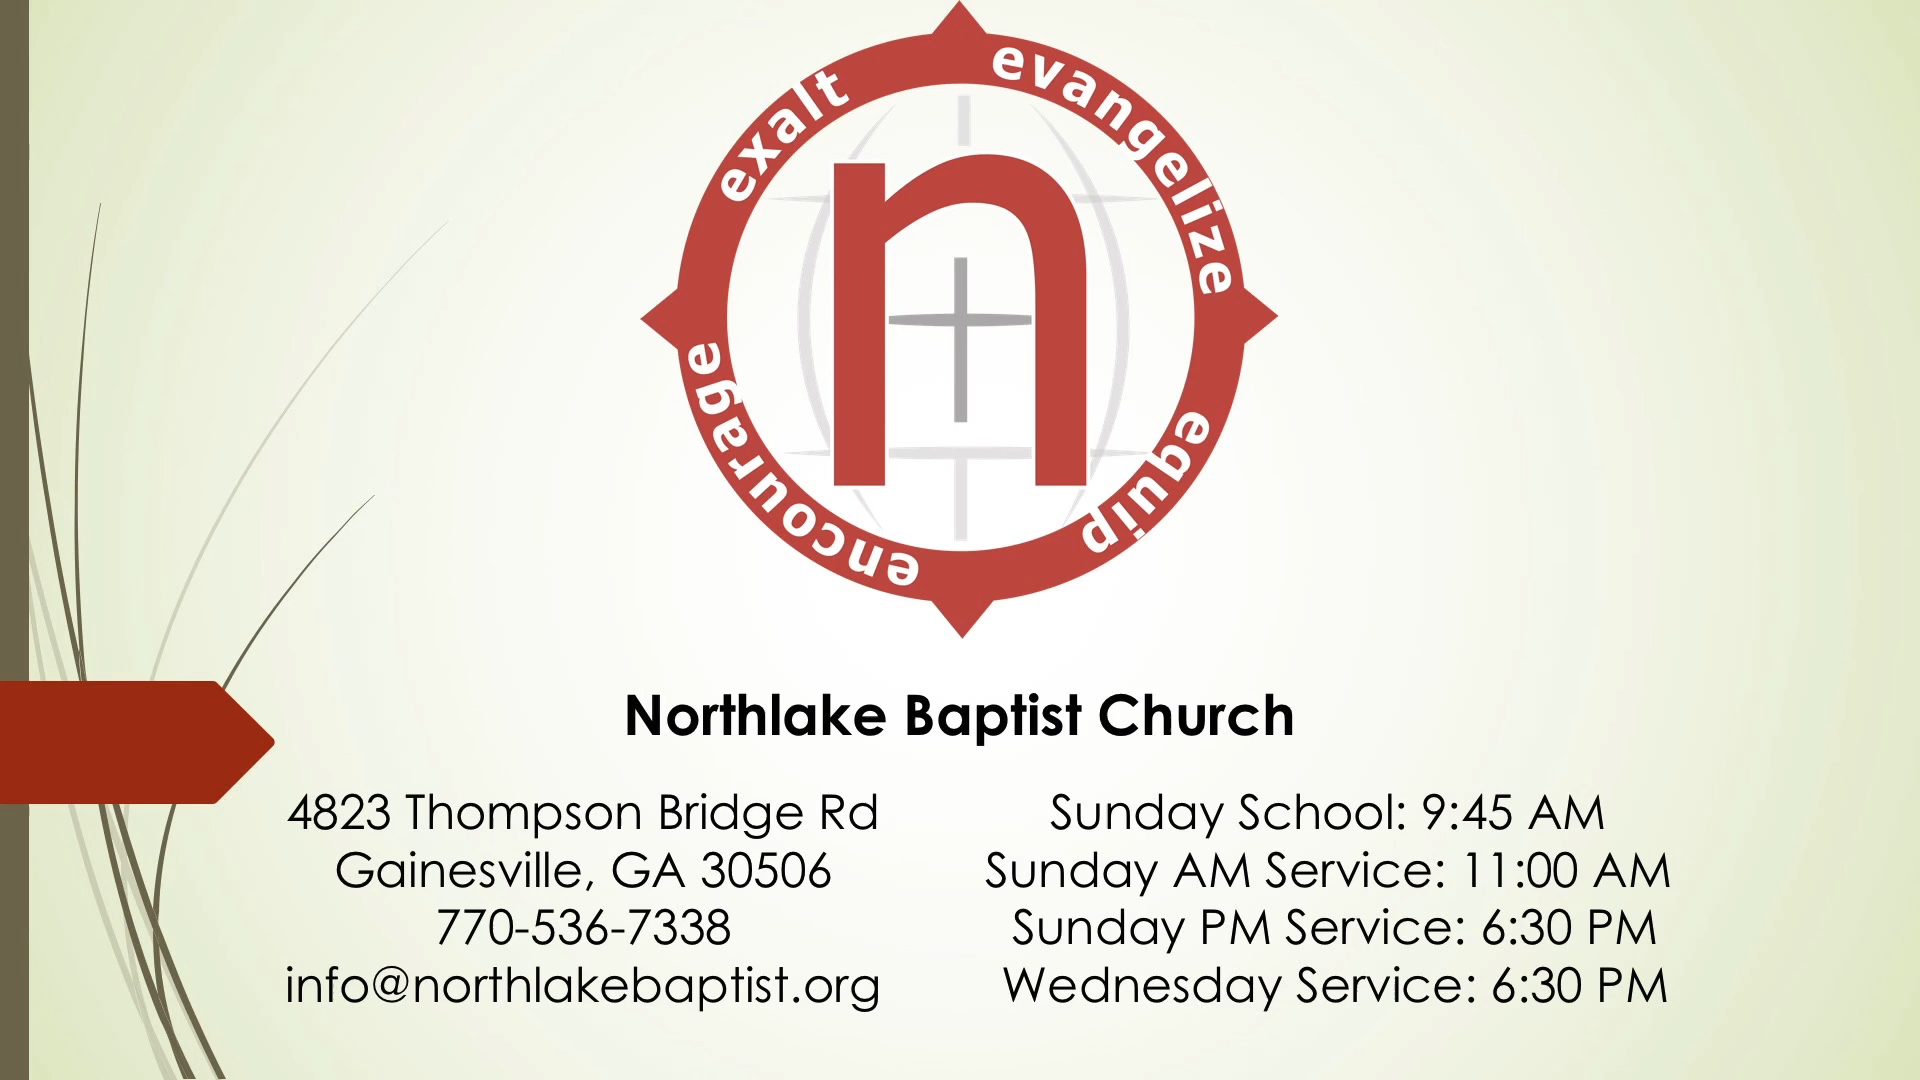 exalt
evangelize
n
encourage
equip
Northlake Baptist Church
4823 Thompson Bridge Rd
Gainesville, GA 30506
770-536-7338
info@northlakebaptist.org
Sunday School: 9:45 AM
Sunday AM Service: 11:00 AM
Sunday PM Service: 6:30 PM
Wednesday Service: 6:30 PM